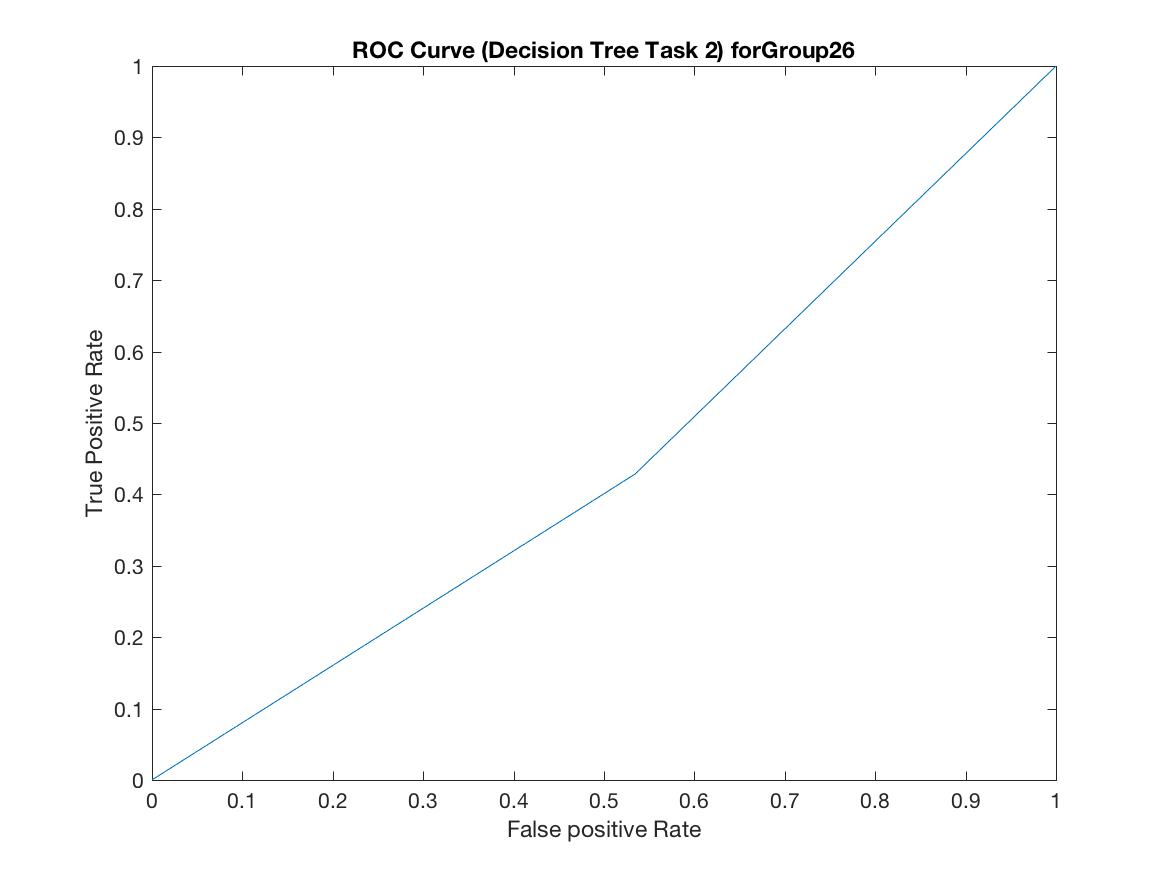 ROC Curve (Decision Tree Task 2) forGroup26
1
0.9
0.8
0.7
0.6
0.5
0.4
0.3
0.2
0.1
0
True Positive Rate
0 0.1 0.2 0.3 0.4 0.5 0.6 0.7 0.8 0.9 1
False positive Rate